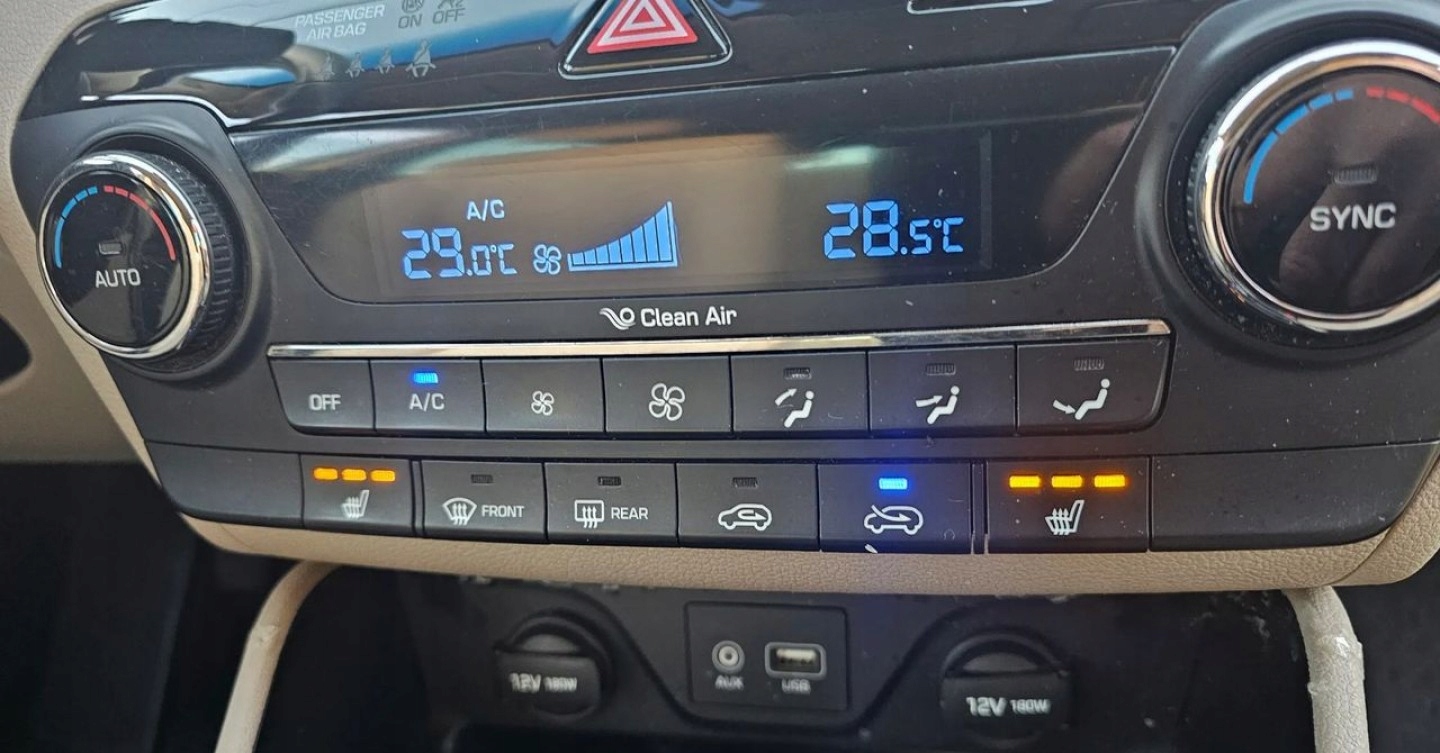 PASSENGER
AIR BAG
ON OFF
A/C
29.0°C
28.5°C
AUTO
SYNC
Clean Air
OFF
A/C
FRONT
REAR
12V 180W
AUX
USB
12V 180W